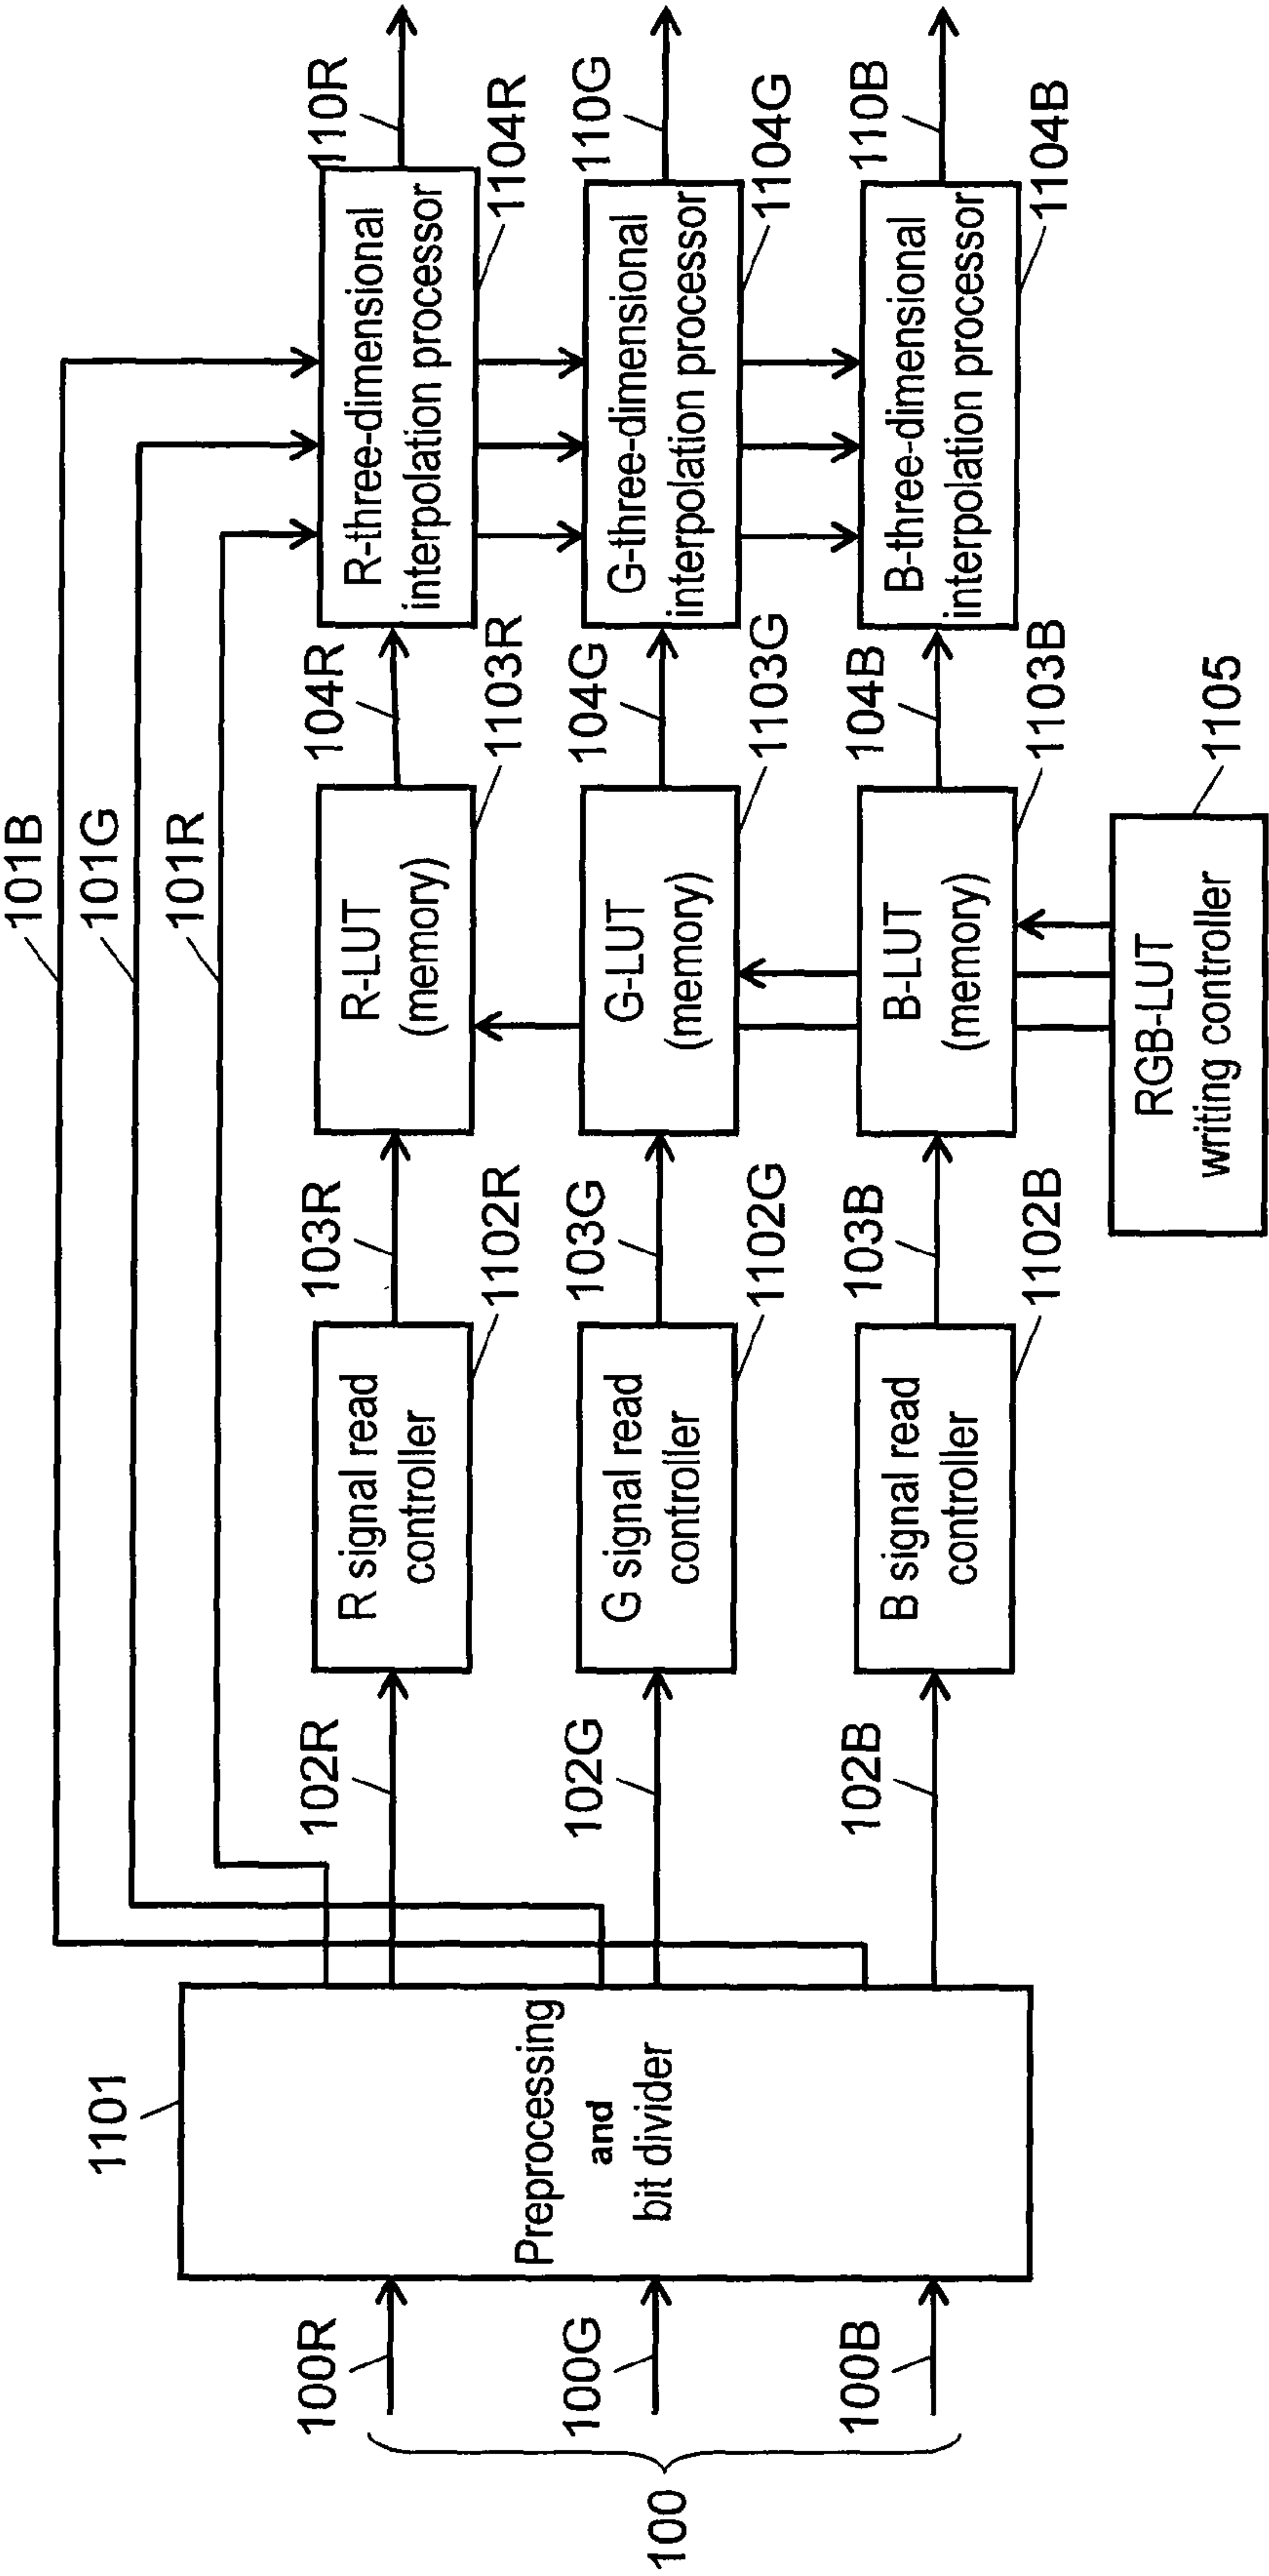 101B
101G
101R
1101
100
100R
100G
100B
Preprocessing
and
bit divider
102R
102G
102B
R signal read
controller
1102R
G signal read
controller
1102G
B signal read
controller
1102B
103R
103G
103B
R-LUT
(memory)
1103R
G-LUT
(memory)
1103G
B-LUT
(memory)
1103B
RGB-LUT
writing controller
1105
104R
104G
104B
R-three-dimensional
interpolation processor
1104R
G-three-dimensional
interpolation processor
1104G
B-three-dimensional
interpolation processor
1104B
110R
110G
110B